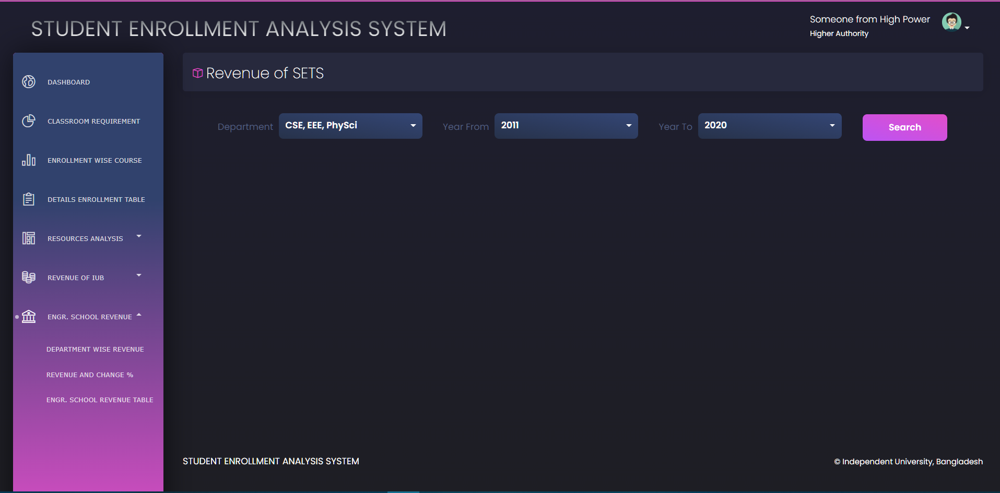 STUDENT ENROLLMENT ANALYSIS SYSTEM
Someone from High Power
Higher Authority
DASHBOARD
CLASSROOM REQUIREMENT
ENROLLMENT WISE COURSE
DETAILS ENROLLMENT TABLE
RESOURCES ANALYSIS
REVENUE OF IUB
ENGR. SCHOOL REVENUE
DEPARTMENT WISE REVENUE
REVENUE AND CHANGE %
ENGR. SCHOOL REVENUE TABLE
Revenue of SETS
Department CSE, EEE, PhySci Year From 2011 Year To 2020 Search
STUDENT ENROLLMENT ANALYSIS SYSTEM
© Independent University, Bangladesh